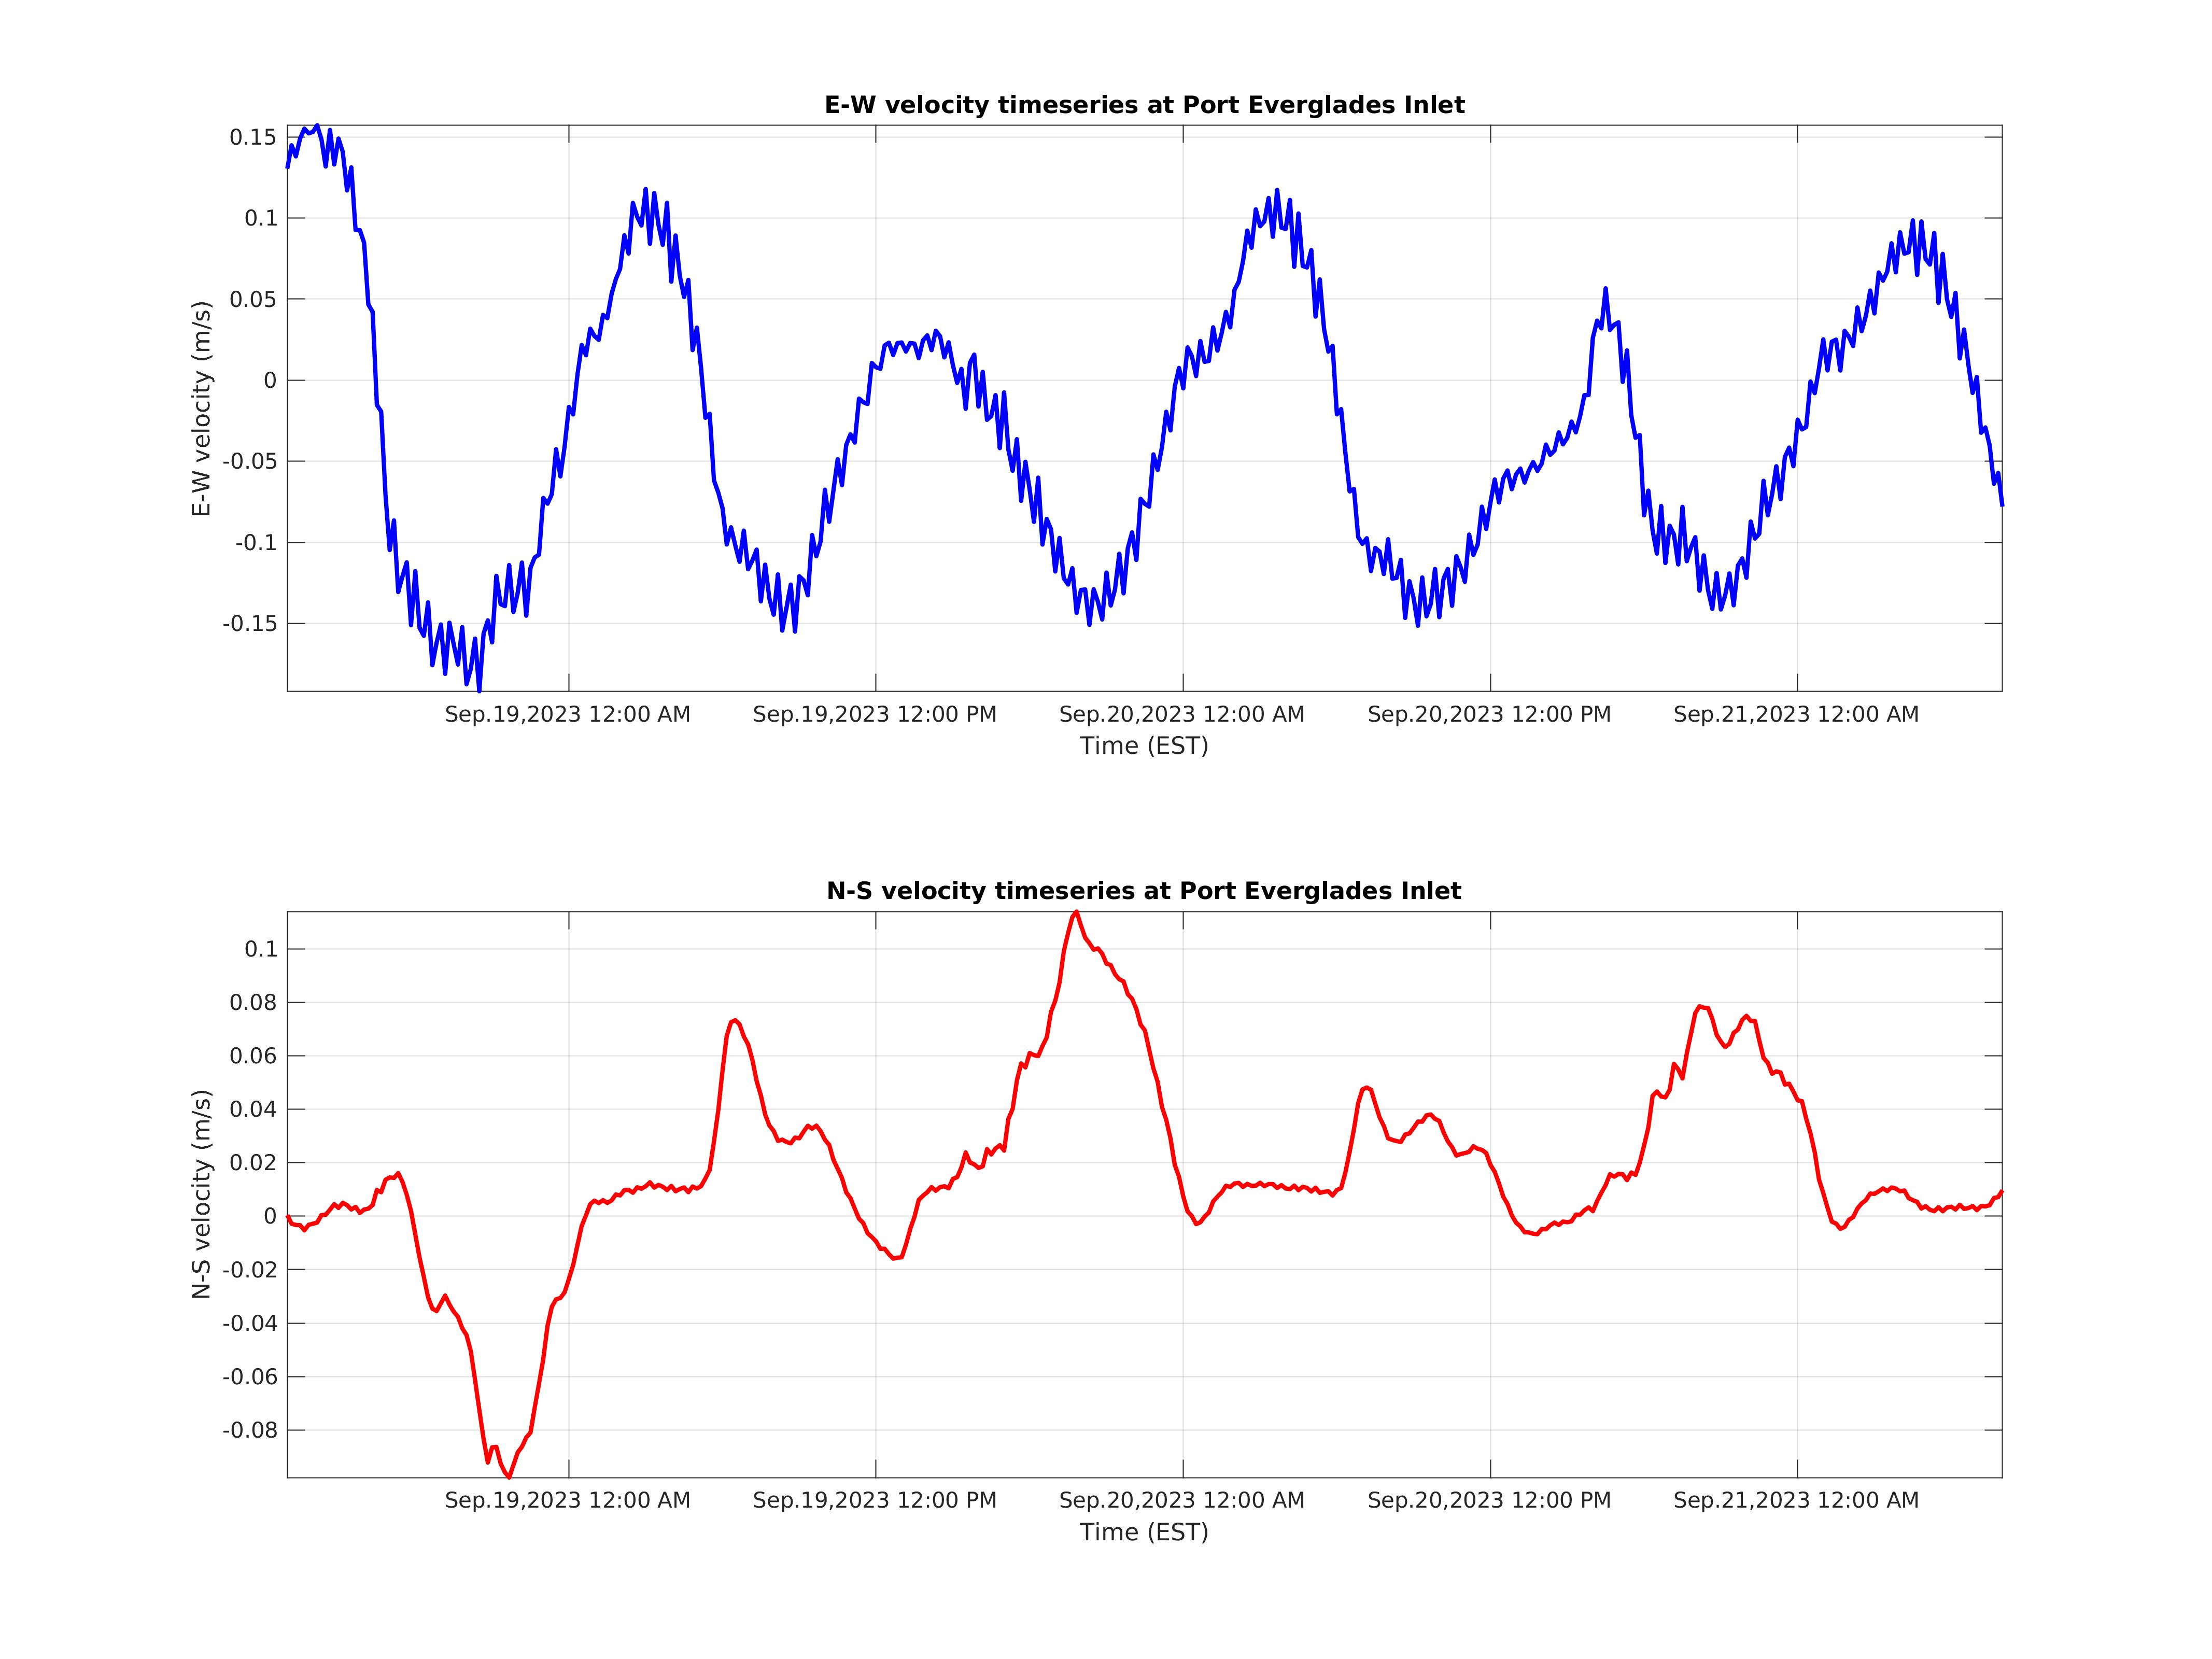 E-W velocity timeseries at Port Everglades Inlet
0.15
0.1
0.05
0
-0.05
-0.1
-0.15
E-W velocity (m/s)
Sep.19,2023 12:00 AM Sep.19,2023 12:00 PM Sep.20,2023 12:00 AM Sep.20,2023 12:00 PM Sep.21,2023 12:00 AM
Time (EST)
N-S velocity timeseries at Port Everglades Inlet
0.1
0.08
0.06
0.04
0.02
0
-0.02
-0.04
-0.06
-0.08
N-S velocity (m/s)
Sep.19,2023 12:00 AM Sep.19,2023 12:00 PM Sep.20,2023 12:00 AM Sep.20,2023 12:00 PM Sep.21,2023 12:00 AM
Time (EST)